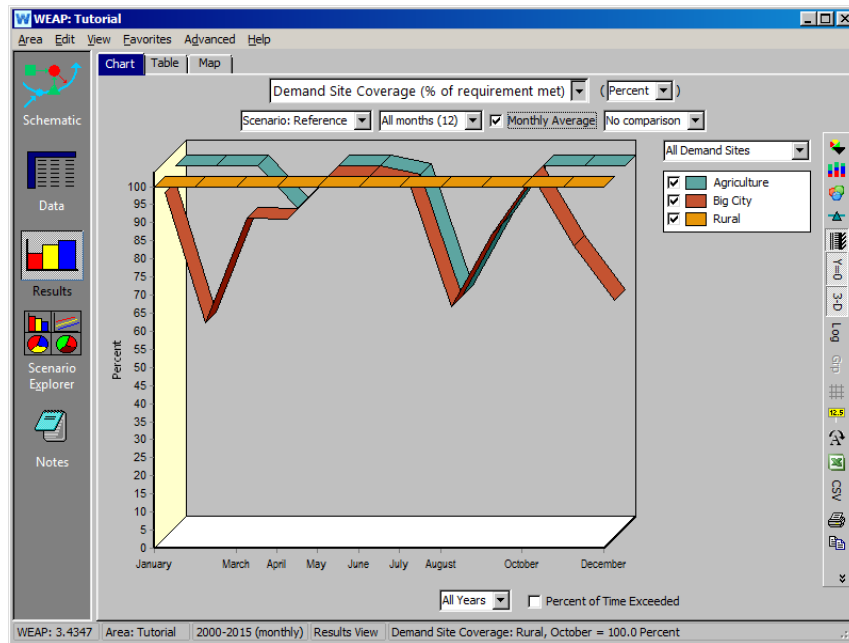 WEAP: Tutorial
Area Edit View Favorites Advanced Help
Chart Table Map
Demand Site Coverage (% of requirement met) (Percent)
Scenario: Reference All months (12) Monthly Average No comparison
All Demand Sites
Agriculture
Big City
Rural
Schematic
Data
Results
Scenario
Explorer
Notes
Percent
100
95
90
85
80
75
70
65
60
55
50
45
40
35
30
25
20
15
10
5
0
January March April May June July August October December
Y=0
3-D
Log
Grp
12.5
A
CSV
All Years Percent of Time Exceeded
WEAP: 3.4347 Area: Tutorial 2000-2015 (monthly) Results View Demand Site Coverage: Rural, October = 100.0 Percent